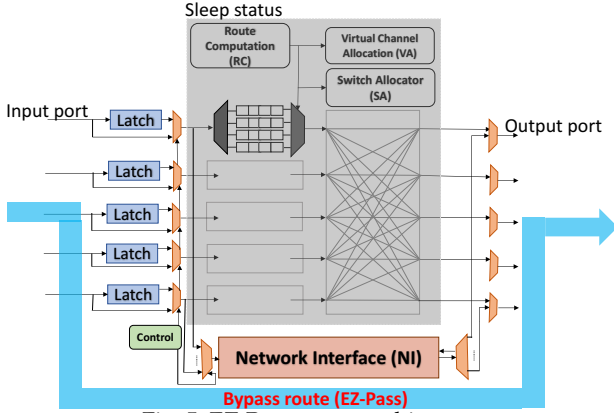 Sleep status
Route
Computation
(RC)
Virtual Channel
Allocation (VA)
Switch Allocator
(SA)
Input port
Output port
Latch
Latch
Latch
Latch
Latch
Control
Network Interface (NI)
Bypass route (EZ-Pass)